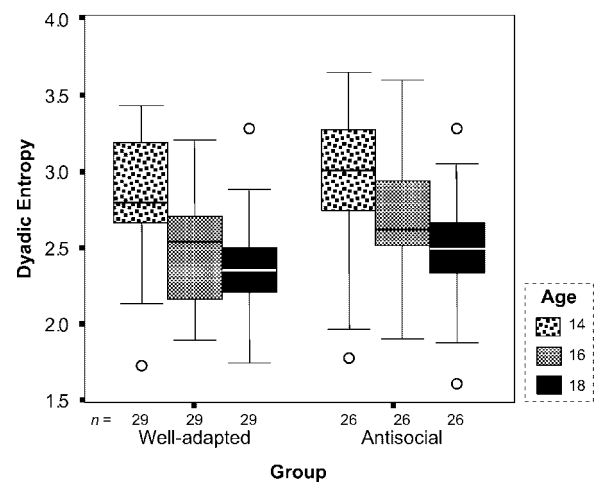 4.0
3.5
3.0
2.5
2.0
1.5
Dyadic Entropy
Age
14
16
18
n = 29 29 29 26 26 26
Well-adapted Antisocial
Group